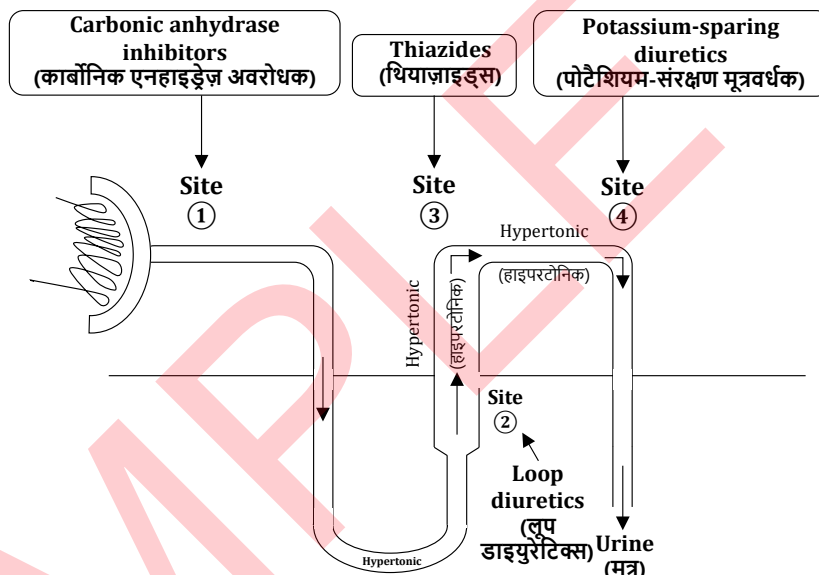 Carbonic anhydrase
inhibitors
(कार्बोनिक एनहाइड्रेज़ अवरोधक)
Thiazides
(थियाज़ाइड्स)
Potassium-sparing
diuretics
(पोटैशियम-संरक्षण मूत्रवर्धक)
Site
①
Site
③
Site
④
Hypertonic
(हाइपरटोनिक)
Hypertonic
(हाइपरटोनिक)
Site
②
Loop
diuretics
(लूप
डाइयुरेटिक्स)
Urine
(मूत्र)
Hypertonic